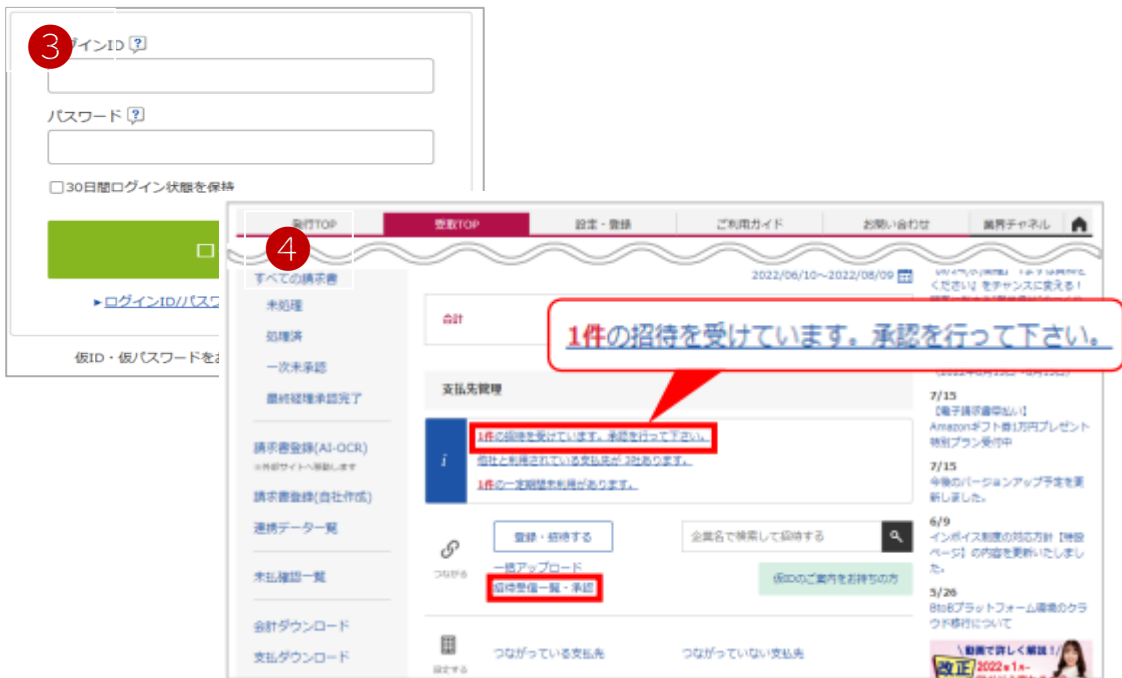 3
グインID ?
パスワード ?
30日間ログイン状態を保持
ロ
▸ログインID/パスワ
仮ID・仮パスワードをお
4
発行TOP 受取TOP 設定・登録 ご利用ガイド お問い合わせ 業界チャネル
すべての請求書
未処理
処理済
一次未承認
最終経理承認完了
請求書登録(AI-OCR)
※外部サイトへ移動します
請求書登録(自社作成)
連携データ一覧
未払確認一覧
会計ダウンロード
支払ダウンロード
2022/06/10～2022/08/09
合計
1件の招待を受けています。承認を行って下さい。
支払先管理
i
1件の招待を受けています。承認を行って下さい。
他社と利用されている支払先が 3社あります。
1件の一定期間未利用があります。
つながる
登録・招待する
企業名で検索して招待する
一括アップロード
招待受信一覧・承認
仮IDのご案内をお持ちの方
設定する
つながっている支払先
つながっていない支払先
ください』をチャンスに変える！
7/15
【電子請求書早払い】
Amazonギフト券1万円プレゼント
特別プラン受付中
7/15
今後のバージョンアップ予定を更
新しました。
6/9
インボイス制度の対応方針【特設
ページ】の内容を更新いたしまし
た。
5/26
BtoBプラットフォーム環境のクラ
ウド移行について
\ 動画で詳しく解説！/
改正 2022年1月-